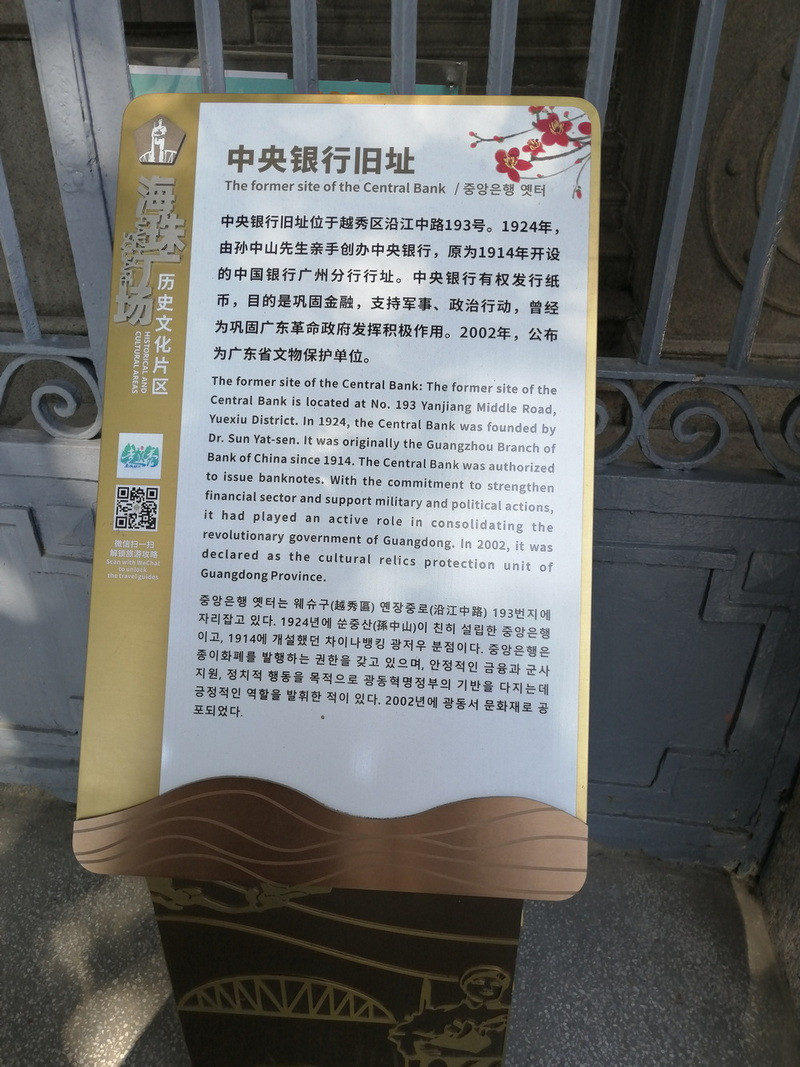 中央银行旧址
The former site of the Central Bank / 중앙은행 옛터
中央银行旧址位于越秀区沿江中路193号。1924年，
由孙中山先生亲手创办中央银行，原为1914年开设
的中国银行广州分行行址。中央银行有权发行纸
币，目的是巩固金融，支持军事、政治行动，曾经
为巩固广东革命政府发挥积极作用。2002年，公布
为广东省文物保护单位。
The former site of the Central Bank: The former site of the
Central Bank is located at No. 193 Yanjiang Middle Road,
Yuexiu District. In 1924, the Central Bank was founded by
Dr. Sun Yat-sen. It was originally the Guangzhou Branch of
Bank of China since 1914. The Central Bank was authorized
to issue banknotes. With the commitment to strengthen
financial sector and support military and political actions,
it had played an active role in consolidating the
revolutionary government of Guangdong. In 2002, it was
declared as the cultural relics protection unit of
Guangdong Province.
중앙은행 옛터는 웨슈구(越秀區) 옌장중로(沿江中路) 193번지에
자리잡고 있다. 1924년에 쑨중산(孫中山)이 친히 설립한 중앙은행
이고, 1914에 개설했던 차이나뱅킹 광저우 분점이다. 중앙은행은
종이화폐를 발행하는 권한을 갖고 있으며, 안정적인 금융과 군사
지원, 정치적 행동을 목적으로 광동혁명정부의 기반을 다지는데
긍정적인 역할을 발휘한 적이 있다. 2002년에 광동서 문화재로 공
포되었다.
海珠广场
历史文化片区
HISTORICAL AND
CULTURAL AREAS
微信扫一扫
解锁旅游攻略
Scan with WeChat
to unlock
the travel guides